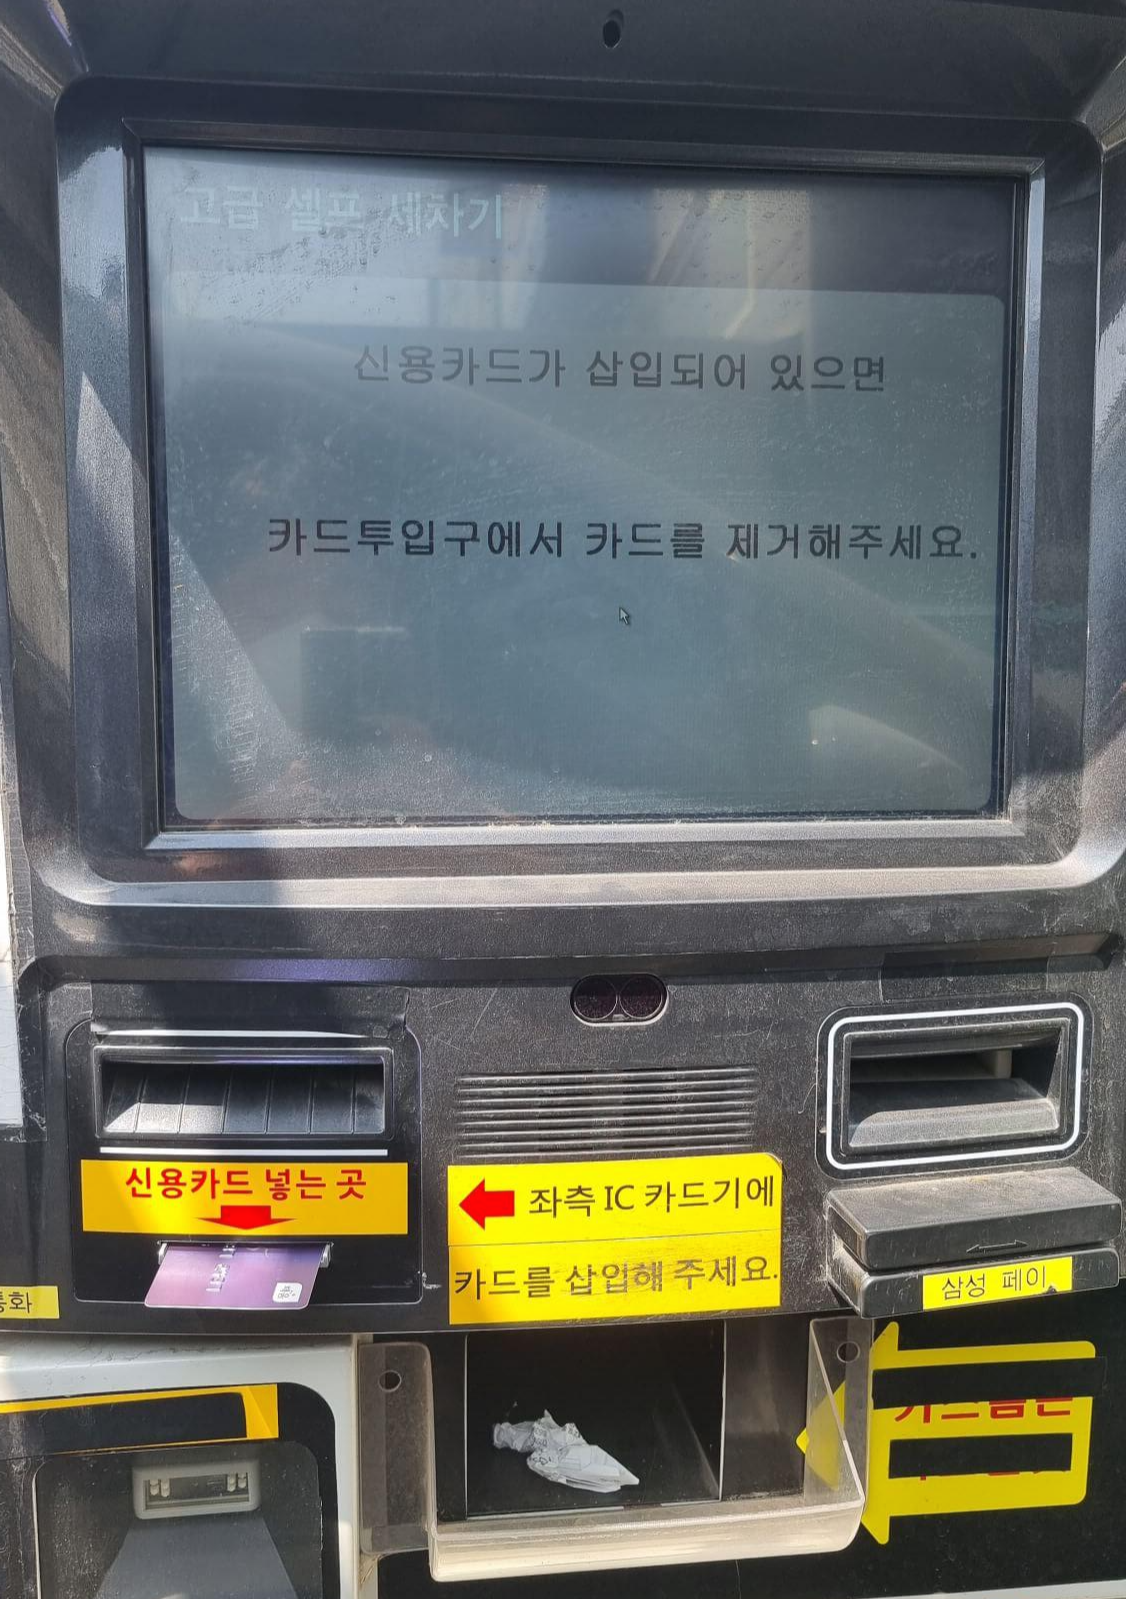 고급 셀프 세차기
신용카드가 삽입되어 있으면
카드투입구에서 카드를 제거해주세요.
신용카드 넣는 곳
좌측 IC 카드기에
카드를 삽입해 주세요.
삼성 페이